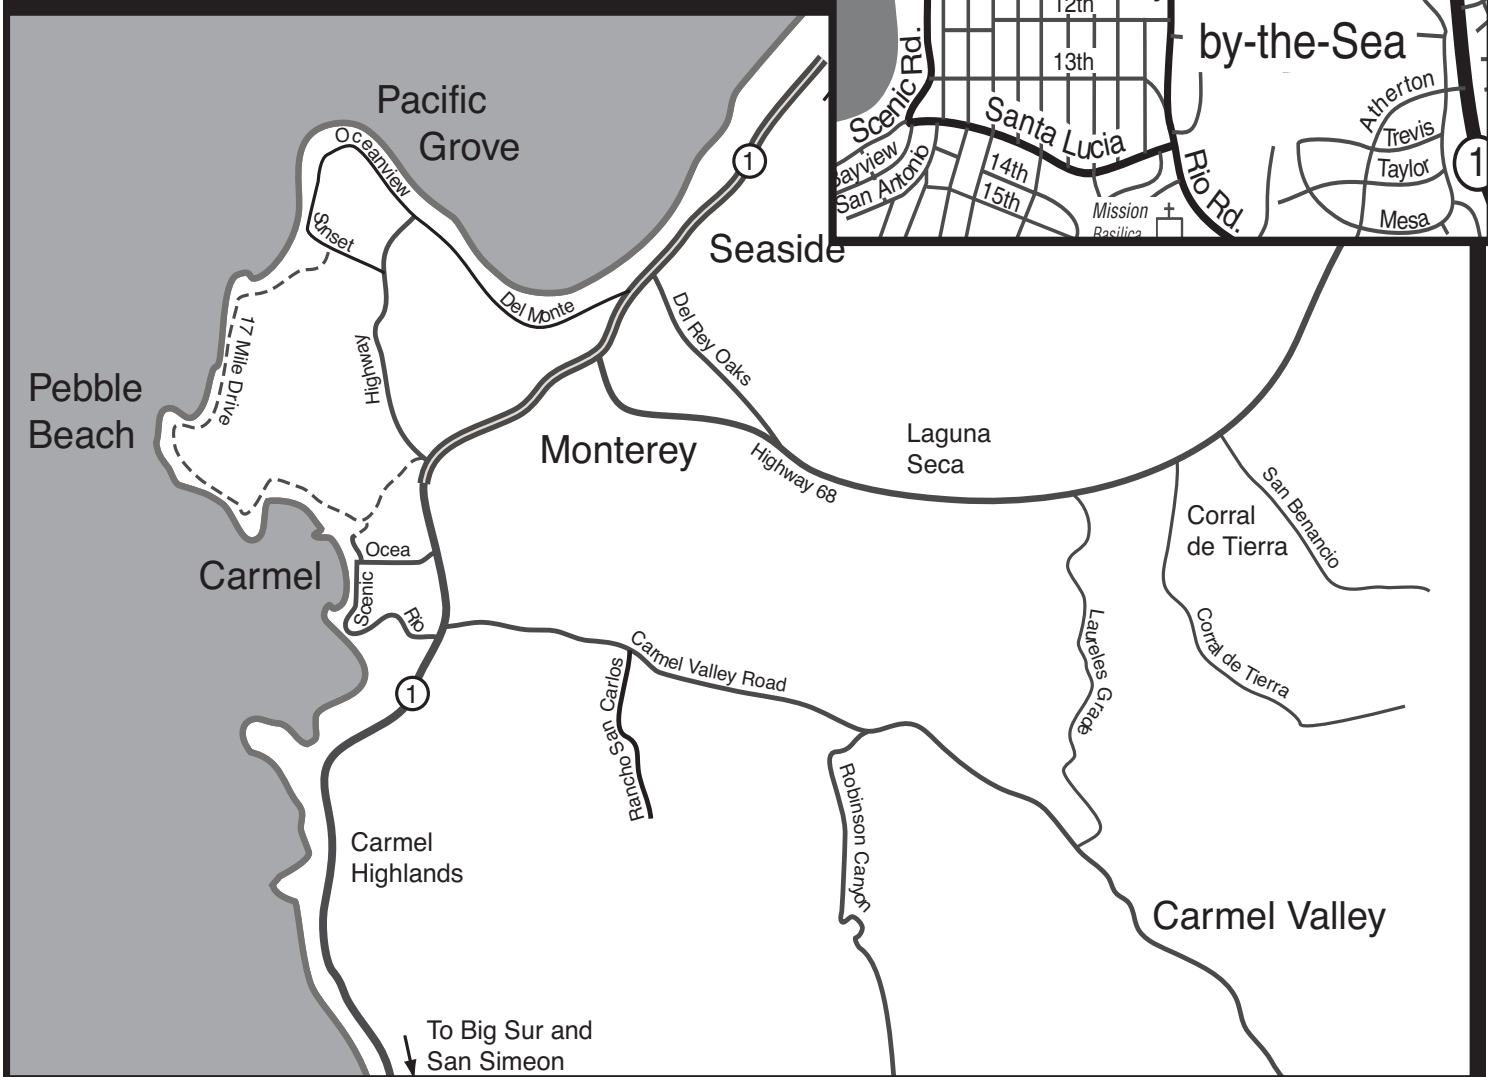 12th
by-the-Sea
13th
Scenic Rd.
Santa Lucia
Atherton
Trevis
Taylor
Mesa
1
Bayview
San Antonio
14th
15th
Mission
Basilica
Rio Rd.
Pacific
Grove
Oceanview
1
Sunset
Seaside
Del Monte
Del Rey Oaks
17 Mile Drive
Highway
Pebble
Beach
Monterey
Highway 68
Laguna
Seca
San Benancio
Corral
de Tierra
Carmel
Ocea
Scenic
Rio
Laureles Grade
Corral de Tierra
Carmel Valley Road
Rancho San Carlos
1
Robinson Canyon
Carmel
Highlands
Carmel Valley
To Big Sur and
San Simeon